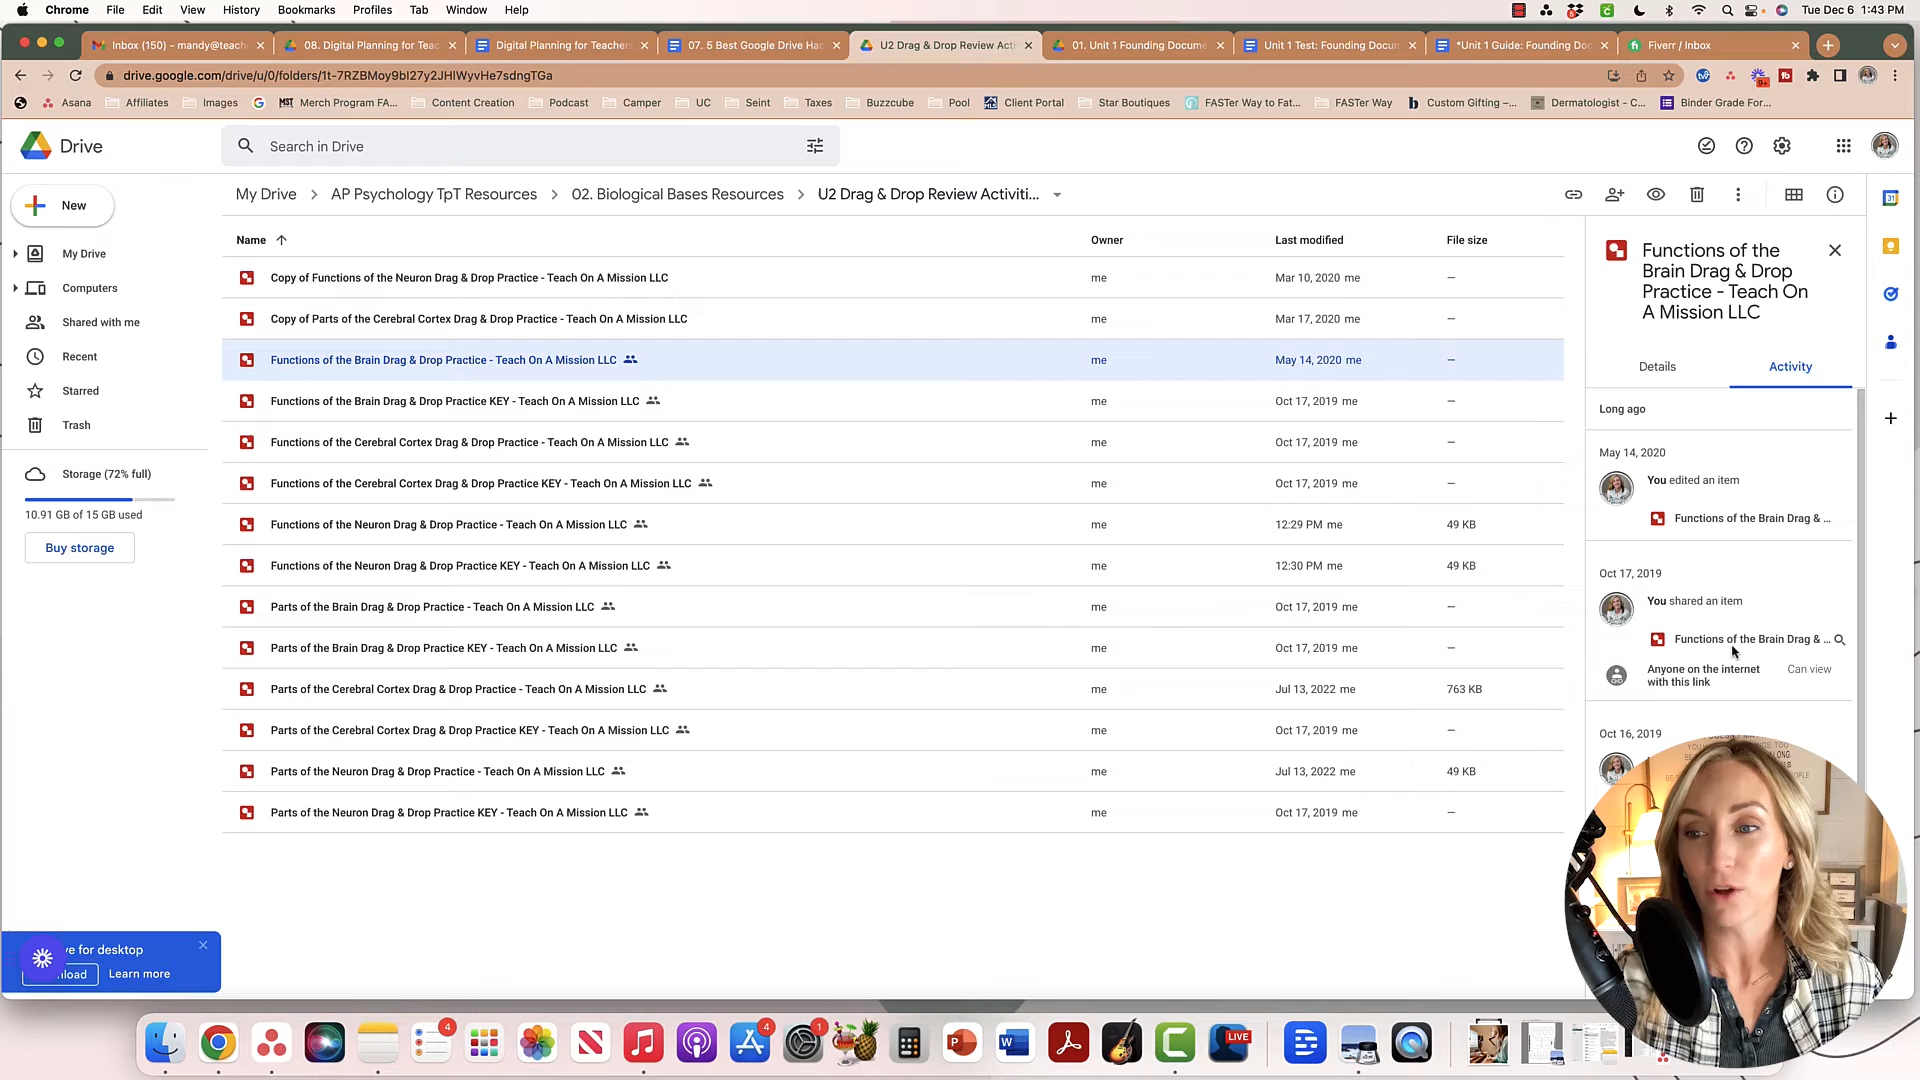 Chrome File Edit View History Bookmarks Profiles Tab Window Help Tue Dec 6 1:43 PM
Inbox (150) – mandy@teach 08. Digital Planning for Teac Digital Planning for Teachers 07. 5 Best Google Drive Hac U2 Drag & Drop Review Acti 01. Unit 1 Founding Docume Unit 1 Test: Founding Docum *Unit 1 Guide: Founding Do Fiverr / Inbox
drive.google.com/drive/u/0/folders/1t-7RZBMoy9bI27y2JHlWyvHe7sdngTGa
Asana Affiliates Images Merch Program FA... Content Creation Podcast Camper UC Seint Taxes Buzzcube Pool Client Portal Star Boutiques FASTer Way to Fat... FASTer Way Custom Gifting –... Dermatologist - C... Binder Grade For...
Drive
Search in Drive
New
My Drive
Computers
Shared with me
Recent
Starred
Trash
Storage (72% full)
10.91 GB of 15 GB used
Buy storage
My Drive > AP Psychology TpT Resources > 02. Biological Bases Resources > U2 Drag & Drop Review Activiti...
Name Owner Last modified File size
Copy of Functions of the Neuron Drag & Drop Practice - Teach On A Mission LLC me Mar 10, 2020 me —
Copy of Parts of the Cerebral Cortex Drag & Drop Practice - Teach On A Mission LLC me Mar 17, 2020 me —
Functions of the Brain Drag & Drop Practice - Teach On A Mission LLC me May 14, 2020 me —
Functions of the Brain Drag & Drop Practice KEY - Teach On A Mission LLC me Oct 17, 2019 me —
Functions of the Cerebral Cortex Drag & Drop Practice - Teach On A Mission LLC me Oct 17, 2019 me —
Functions of the Cerebral Cortex Drag & Drop Practice KEY - Teach On A Mission LLC me Oct 17, 2019 me —
Functions of the Neuron Drag & Drop Practice - Teach On A Mission LLC me 12:29 PM me 49 KB
Functions of the Neuron Drag & Drop Practice KEY - Teach On A Mission LLC me 12:30 PM me 49 KB
Parts of the Brain Drag & Drop Practice - Teach On A Mission LLC me Oct 17, 2019 me —
Parts of the Brain Drag & Drop Practice KEY - Teach On A Mission LLC me Oct 17, 2019 me —
Parts of the Cerebral Cortex Drag & Drop Practice - Teach On A Mission LLC me Jul 13, 2022 me 763 KB
Parts of the Cerebral Cortex Drag & Drop Practice KEY - Teach On A Mission LLC me Oct 17, 2019 me —
Parts of the Neuron Drag & Drop Practice - Teach On A Mission LLC me Jul 13, 2022 me 49 KB
Parts of the Neuron Drag & Drop Practice KEY - Teach On A Mission LLC me Oct 17, 2019 me —
Functions of the
Brain Drag & Drop
Practice - Teach On
A Mission LLC
Details Activity
Long ago
May 14, 2020
You edited an item
Functions of the Brain Drag & ...
Oct 17, 2019
You shared an item
Functions of the Brain Drag & ...
Anyone on the internet Can view
with this link
Oct 16, 2019
ve for desktop
nload Learn more
4 4 1 LIVE